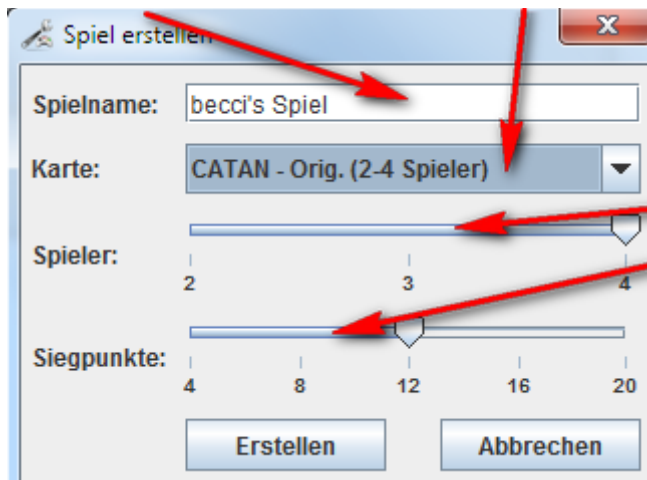 Spiel erstellen
Spielname: becci's Spiel
Karte: CATAN - Orig. (2-4 Spieler)
Spieler:
2 3 4
Siegpunkte:
4 8 12 16 20
Erstellen Abbrechen